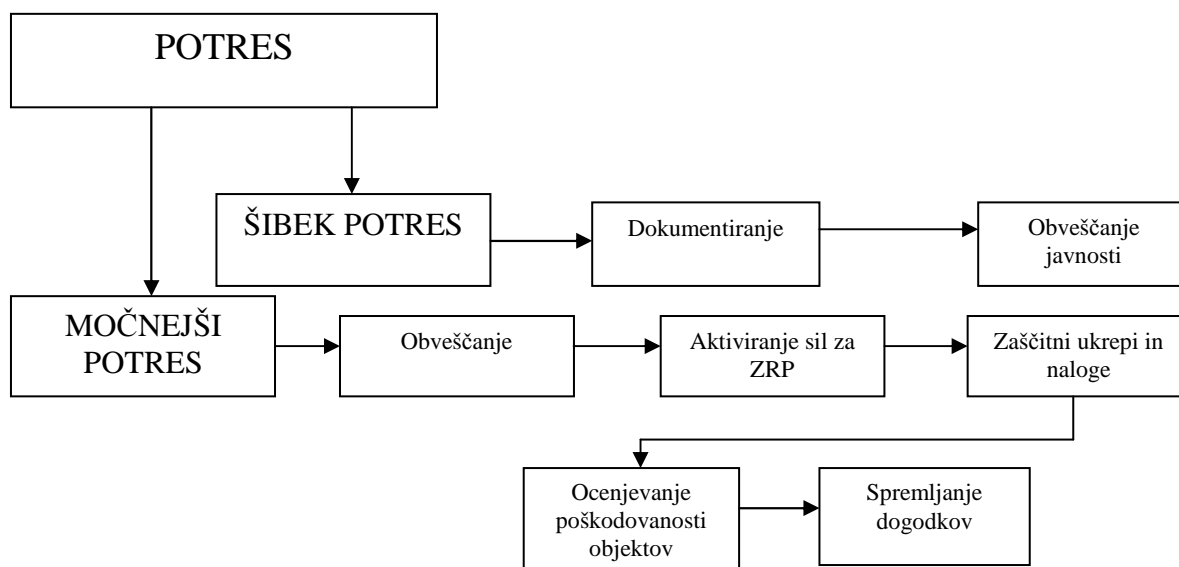 POTRES
ŠIBEK POTRES
Dokumentiranje
Obveščanje
javnosti
MOČNEJŠI
POTRES
Obveščanje
Aktiviranje sil za
ZRP
Zaščitni ukrepi in
naloge
Ocenjevanje
poškodovanosti
objektov
Spremljanje
dogodkov